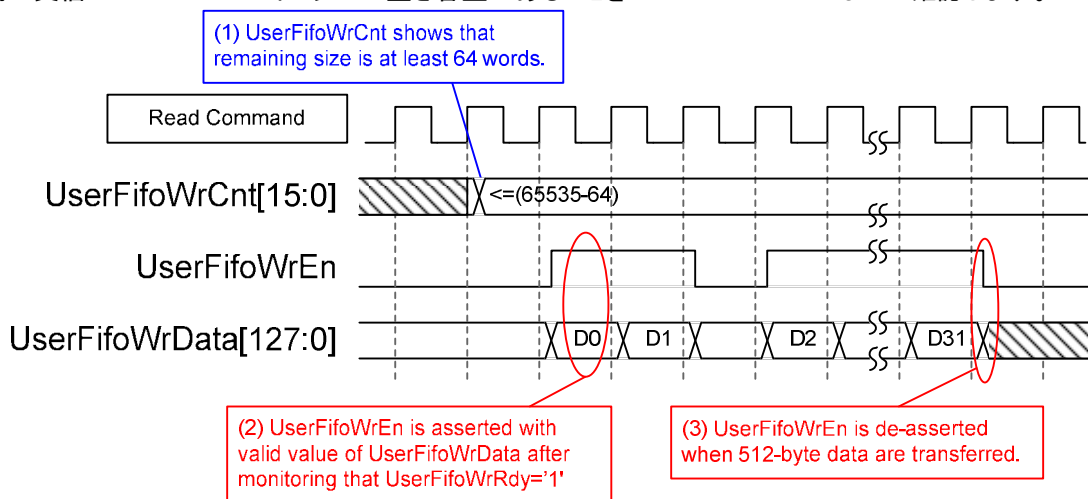 (1) UserFifoWrCnt shows that
remaining size is at least 64 words.
Read Command
UserFifoWrCnt[15:0]
<=(65535-64)
UserFifoWrEn
UserFifoWrData[127:0]
D0
D1
D2
D31
(2) UserFifoWrEn is asserted with
valid value of UserFifoWrData after
monitoring that UserFifoWrRdy='1'
(3) UserFifoWrEn is de-asserted
when 512-byte data are transferred.